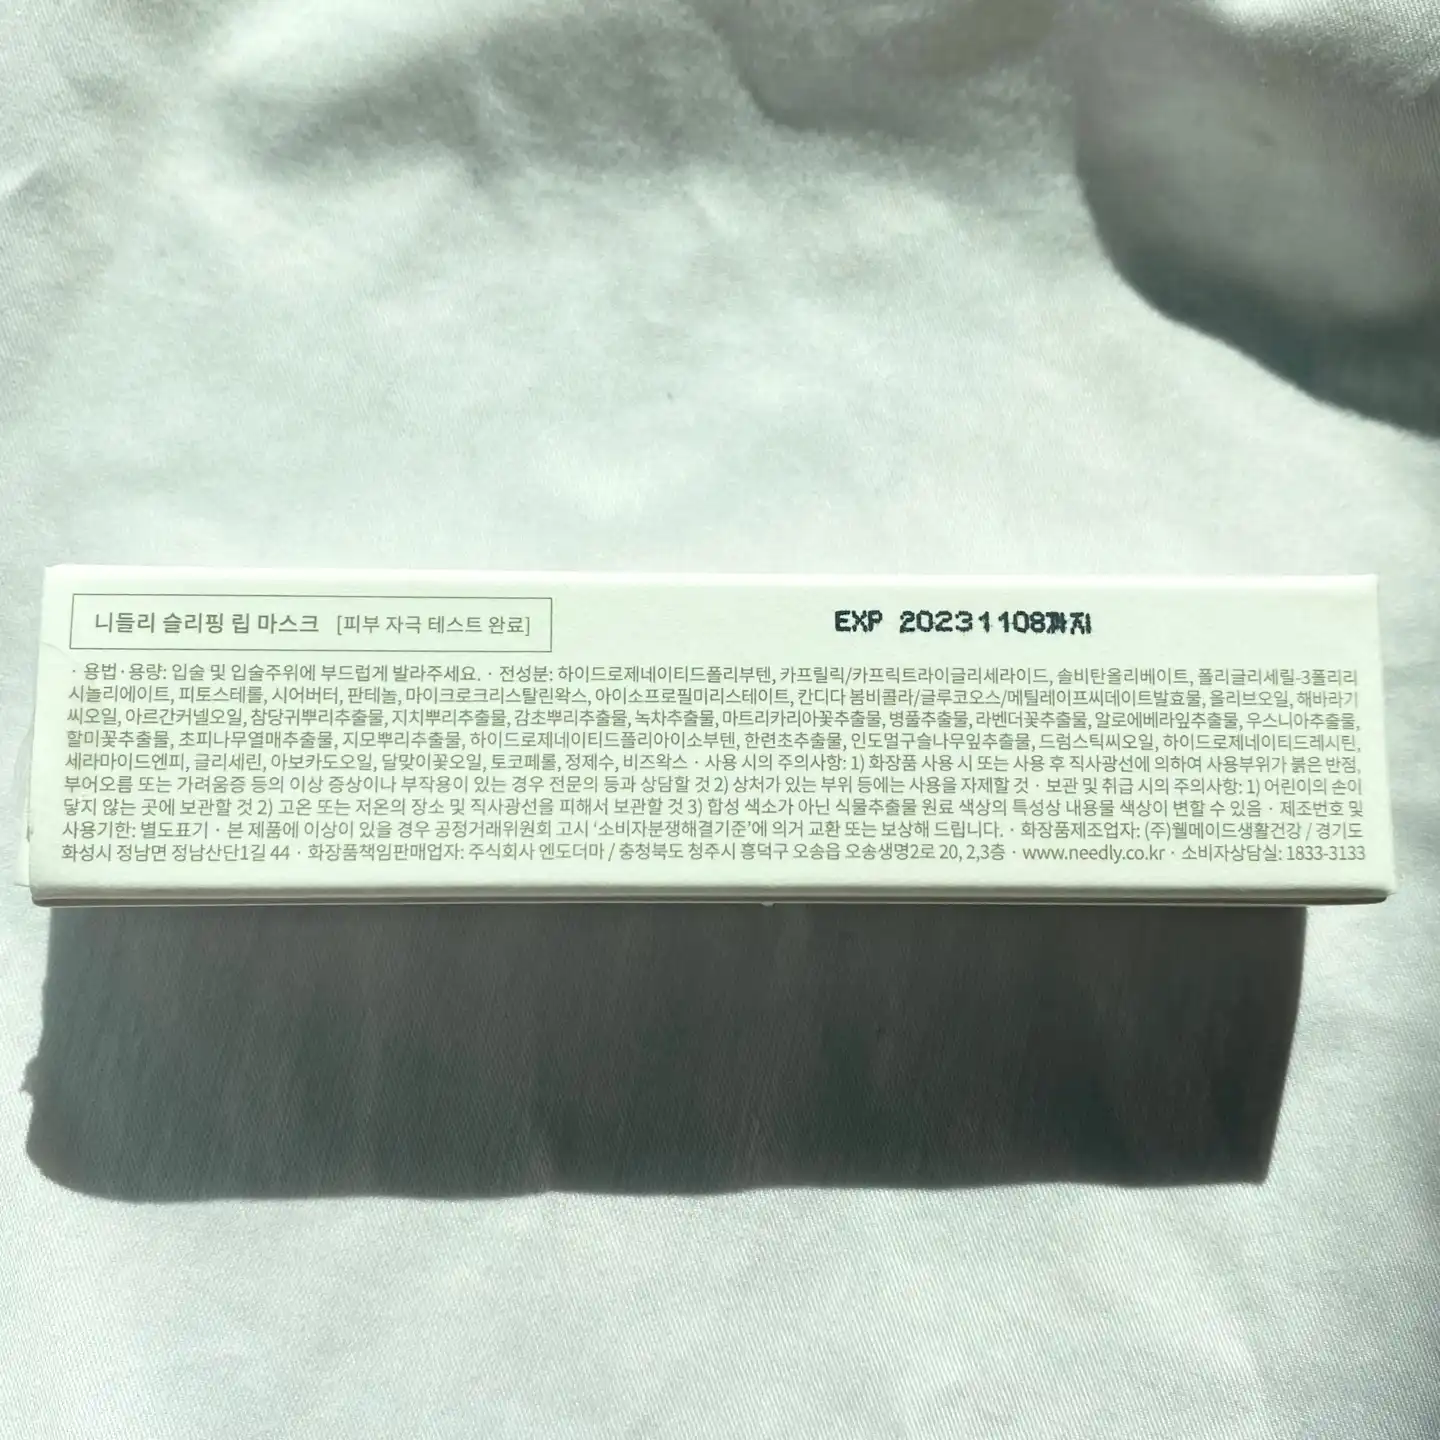 니들리 슬리핑 립 마스크 [피부 자극 테스트 완료]
EXP 20231108까지
· 용법·용량: 입술 및 입술주위에 부드럽게 발라주세요. · 전성분: 하이드로제네이티드폴리부텐, 카프릴릭/카프릭트라이글리세라이드, 솔비탄올리베이트, 폴리글리세릴-3폴리리
시놀리에이트, 피토스테롤, 시어버터, 판테놀, 마이크로크리스탈린왁스, 아이소프로필미리스테이트, 칸디다 봄비콜라/글루코오스/메틸레이프씨데이트발효물, 올리브오일, 해바라기
씨오일, 아르간커넬오일, 참당귀뿌리추출물, 지치뿌리추출물, 감초뿌리추출물, 녹차추출물, 마트리카리아꽃추출물, 병풀추출물, 라벤더꽃추출물, 알로에베라잎추출물, 우스니아추출물,
할미꽃추출물, 초피나무열매추출물, 지모뿌리추출물, 하이드로제네이티드폴리아이소부텐, 한련초추출물, 인도멀구슬나무잎추출물, 드럼스틱씨오일, 하이드로제네이티드레시틴,
세라마이드엔피, 글리세린, 아보카도오일, 달맞이꽃오일, 토코페롤, 정제수, 비즈왁스 · 사용 시의 주의사항: 1) 화장품 사용 시 또는 사용 후 직사광선에 의하여 사용부위가 붉은 반점,
부어오름 또는 가려움증 등의 이상 증상이나 부작용이 있는 경우 전문의 등과 상담할 것 2) 상처가 있는 부위 등에는 사용을 자제할 것 · 보관 및 취급 시의 주의사항: 1) 어린이의 손이
닿지 않는 곳에 보관할 것 2) 고온 또는 저온의 장소 및 직사광선을 피해서 보관할 것 3) 합성 색소가 아닌 식물추출물 원료 색상의 특성상 내용물 색상이 변할 수 있음 · 제조번호 및
사용기한: 별도표기 · 본 제품에 이상이 있을 경우 공정거래위원회 고시 '소비자분쟁해결기준'에 의거 교환 또는 보상해 드립니다. · 화장품제조업자: (주)웰메이드생활건강 / 경기도
화성시 정남면 정남산단1길 44 · 화장품책임판매업자: 주식회사 엔도더마 / 충청북도 청주시 흥덕구 오송읍 오송생명2로 20, 2,3층 · www.needly.co.kr · 소비자상담실: 1833-3133